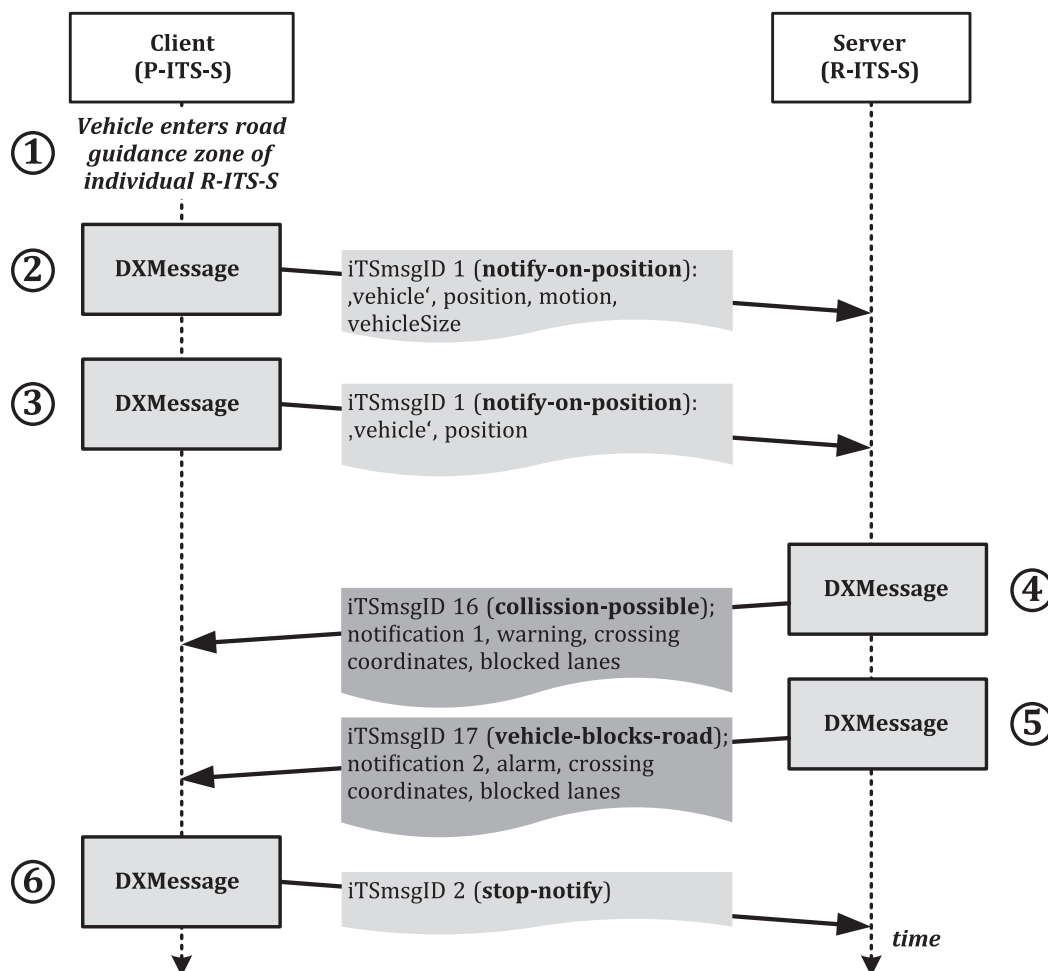 Client
(P-ITS-S)
Server
(R-ITS-S)
①
Vehicle enters road
guidance zone of
individual R-ITS-S
②
DXMessage
iTSmsgID 1 (notify-on-position):
‚vehicle‘, position, motion,
vehicleSize
③
DXMessage
iTSmsgID 1 (notify-on-position):
‚vehicle‘, position
DXMessage
④
iTSmsgID 16 (collission-possible);
notification 1, warning, crossing
coordinates, blocked lanes
DXMessage
⑤
iTSmsgID 17 (vehicle-blocks-road);
notification 2, alarm, crossing
coordinates, blocked lanes
⑥
DXMessage
iTSmsgID 2 (stop-notify)
time